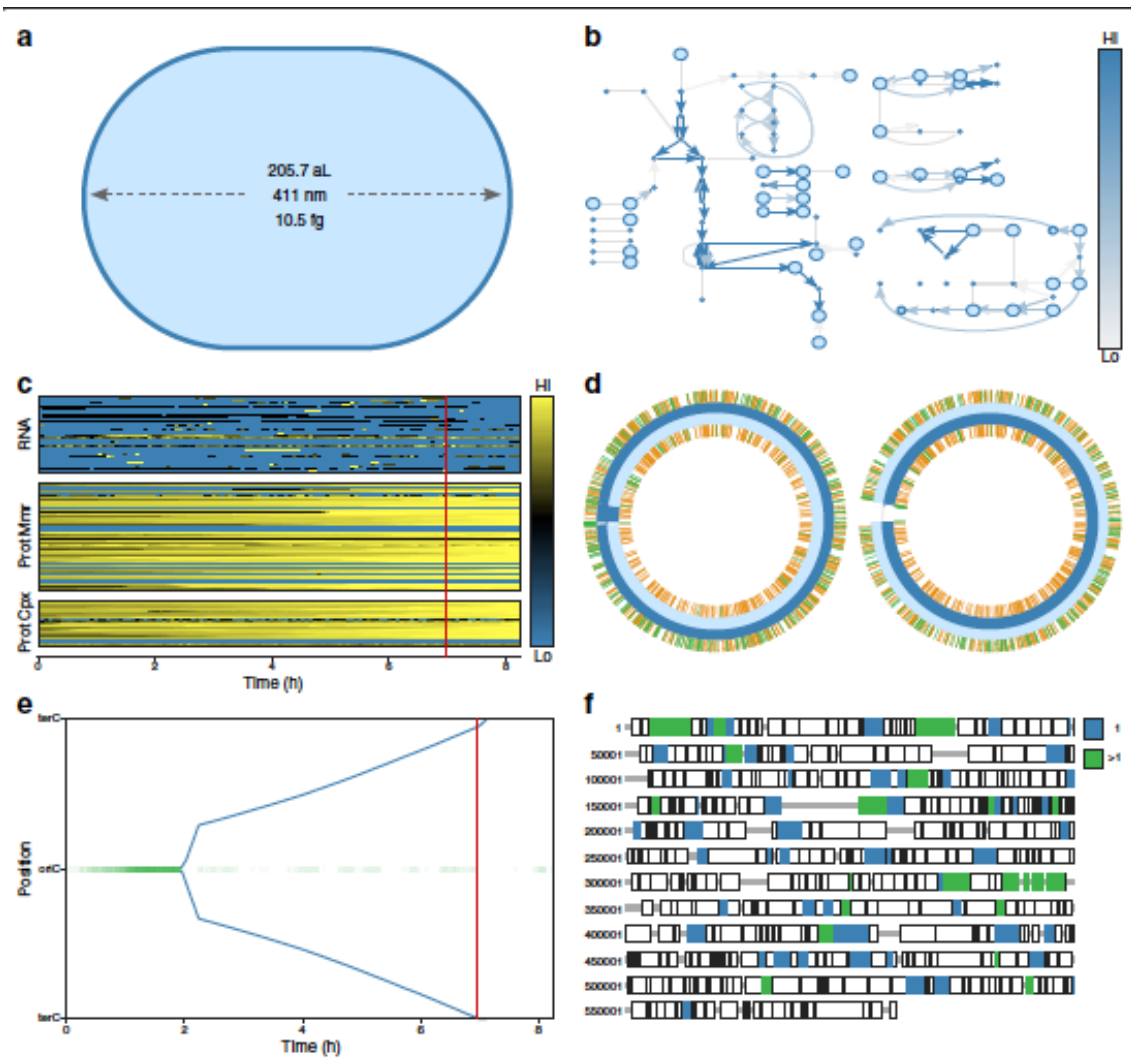 a
205.7 aL
411 nm
10.5 fg
b
HI
Lo
c
RNA
Prot Mmr
Prot Cpx
HI
Lo
0 2 4 6 8
Time (h)
d
e
terC
oriC
terC
Position
0 2 4 6 8
Time (h)
f
1
50001
100001
150001
200001
250001
300001
350001
400001
450001
500001
550001
1
>1